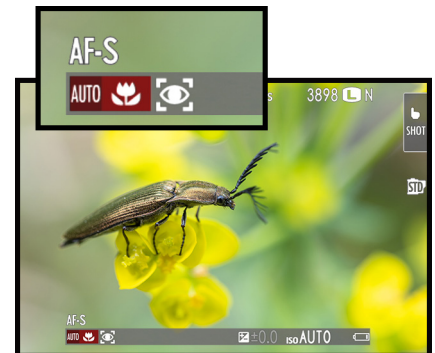 AF-S
AUTO
s 3898 L N
SHOT
STD
AF-S
AUTO ±0.0 ISO AUTO